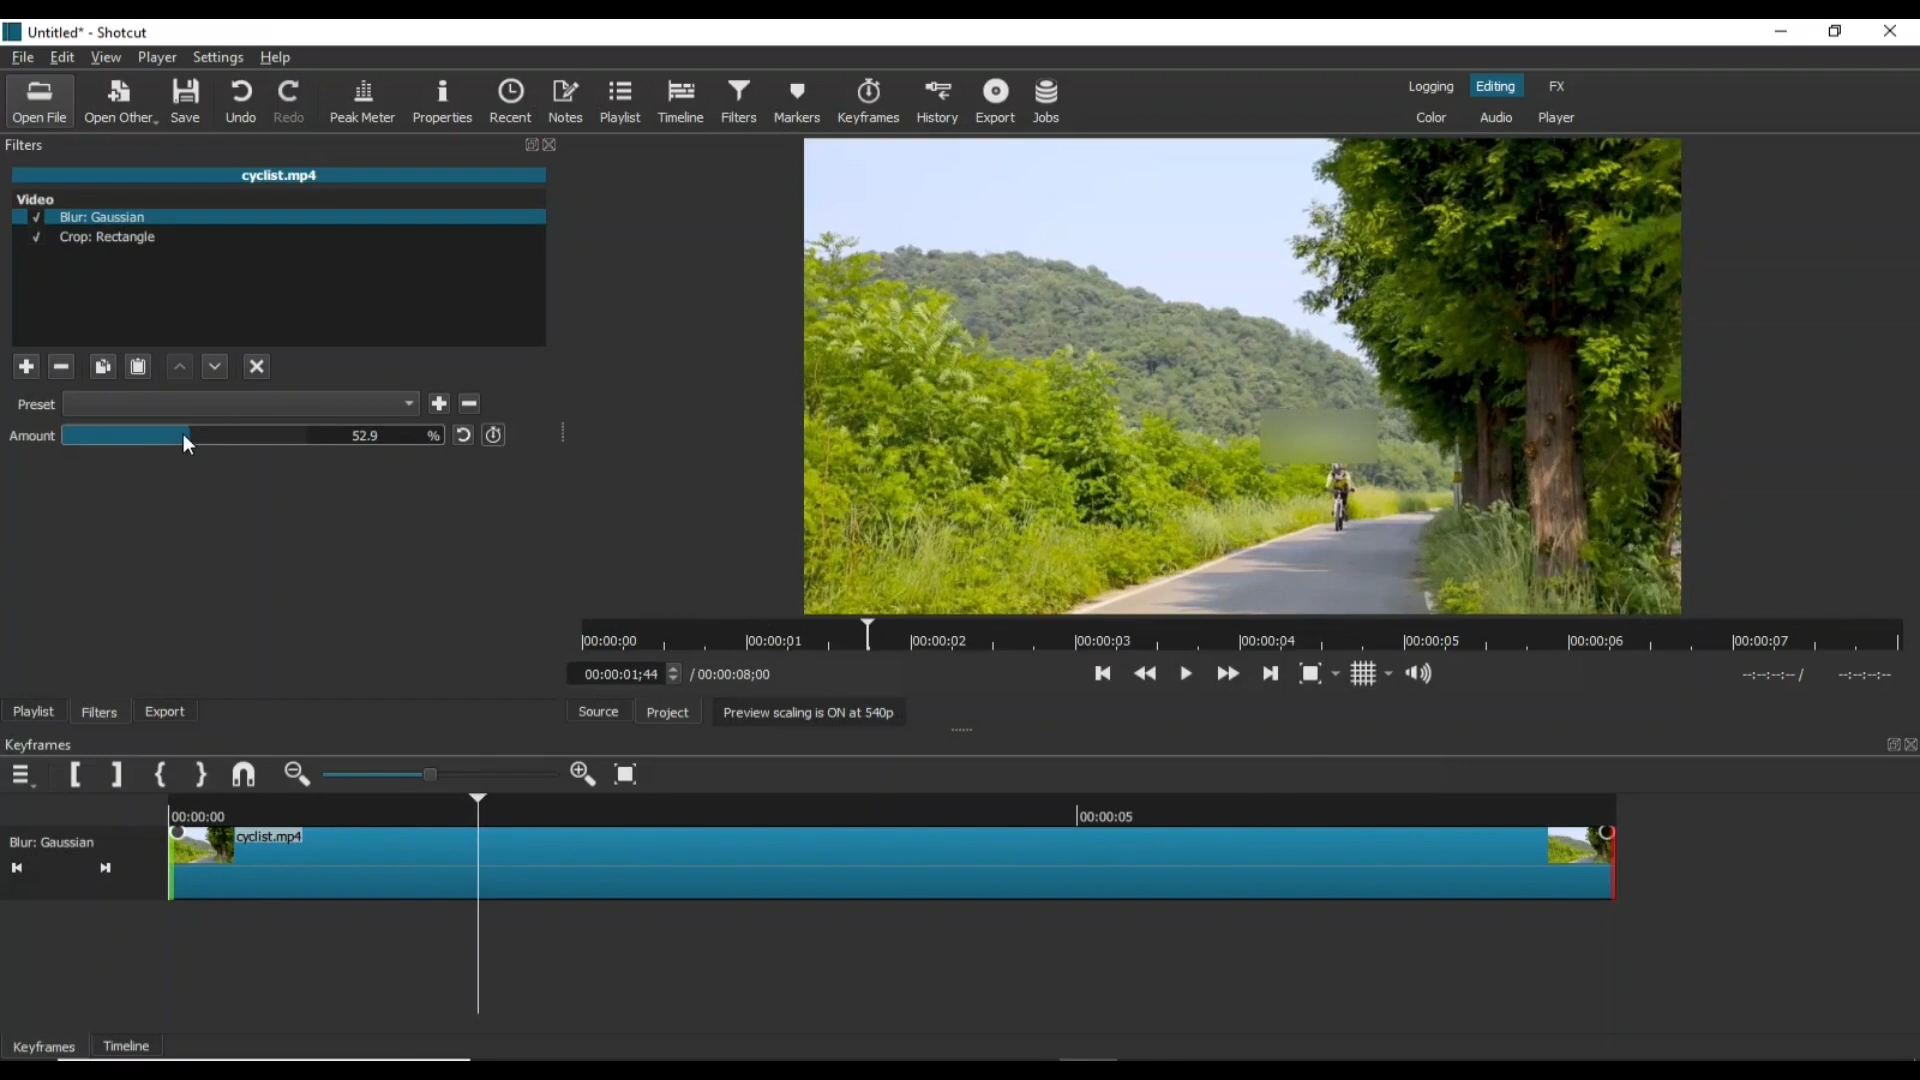 Untitled* - Shotcut
File Edit View Player Settings Help
Open File Open Other Save Undo Redo Peak Meter Properties Recent Notes Playlist Timeline Filters Markers Keyframes History Export Jobs
Logging Editing FX
Color Audio Player
Filters
cyclist.mp4
Video
✓ Blur: Gaussian
✓ Crop: Rectangle
Preset
Amount 52.9 %
00:00:00 00:00:01 00:00:02 00:00:03 00:00:04 00:00:05 00:00:06 00:00:07
00:00:01;44 / 00:00:08;00
--:--:--:-- / --:--:--:--
Playlist Filters Export
Source Project Preview scaling is ON at 540p
Keyframes
00:00:00 00:00:05
Blur: Gaussian
cyclist.mp4
Keyframes Timeline